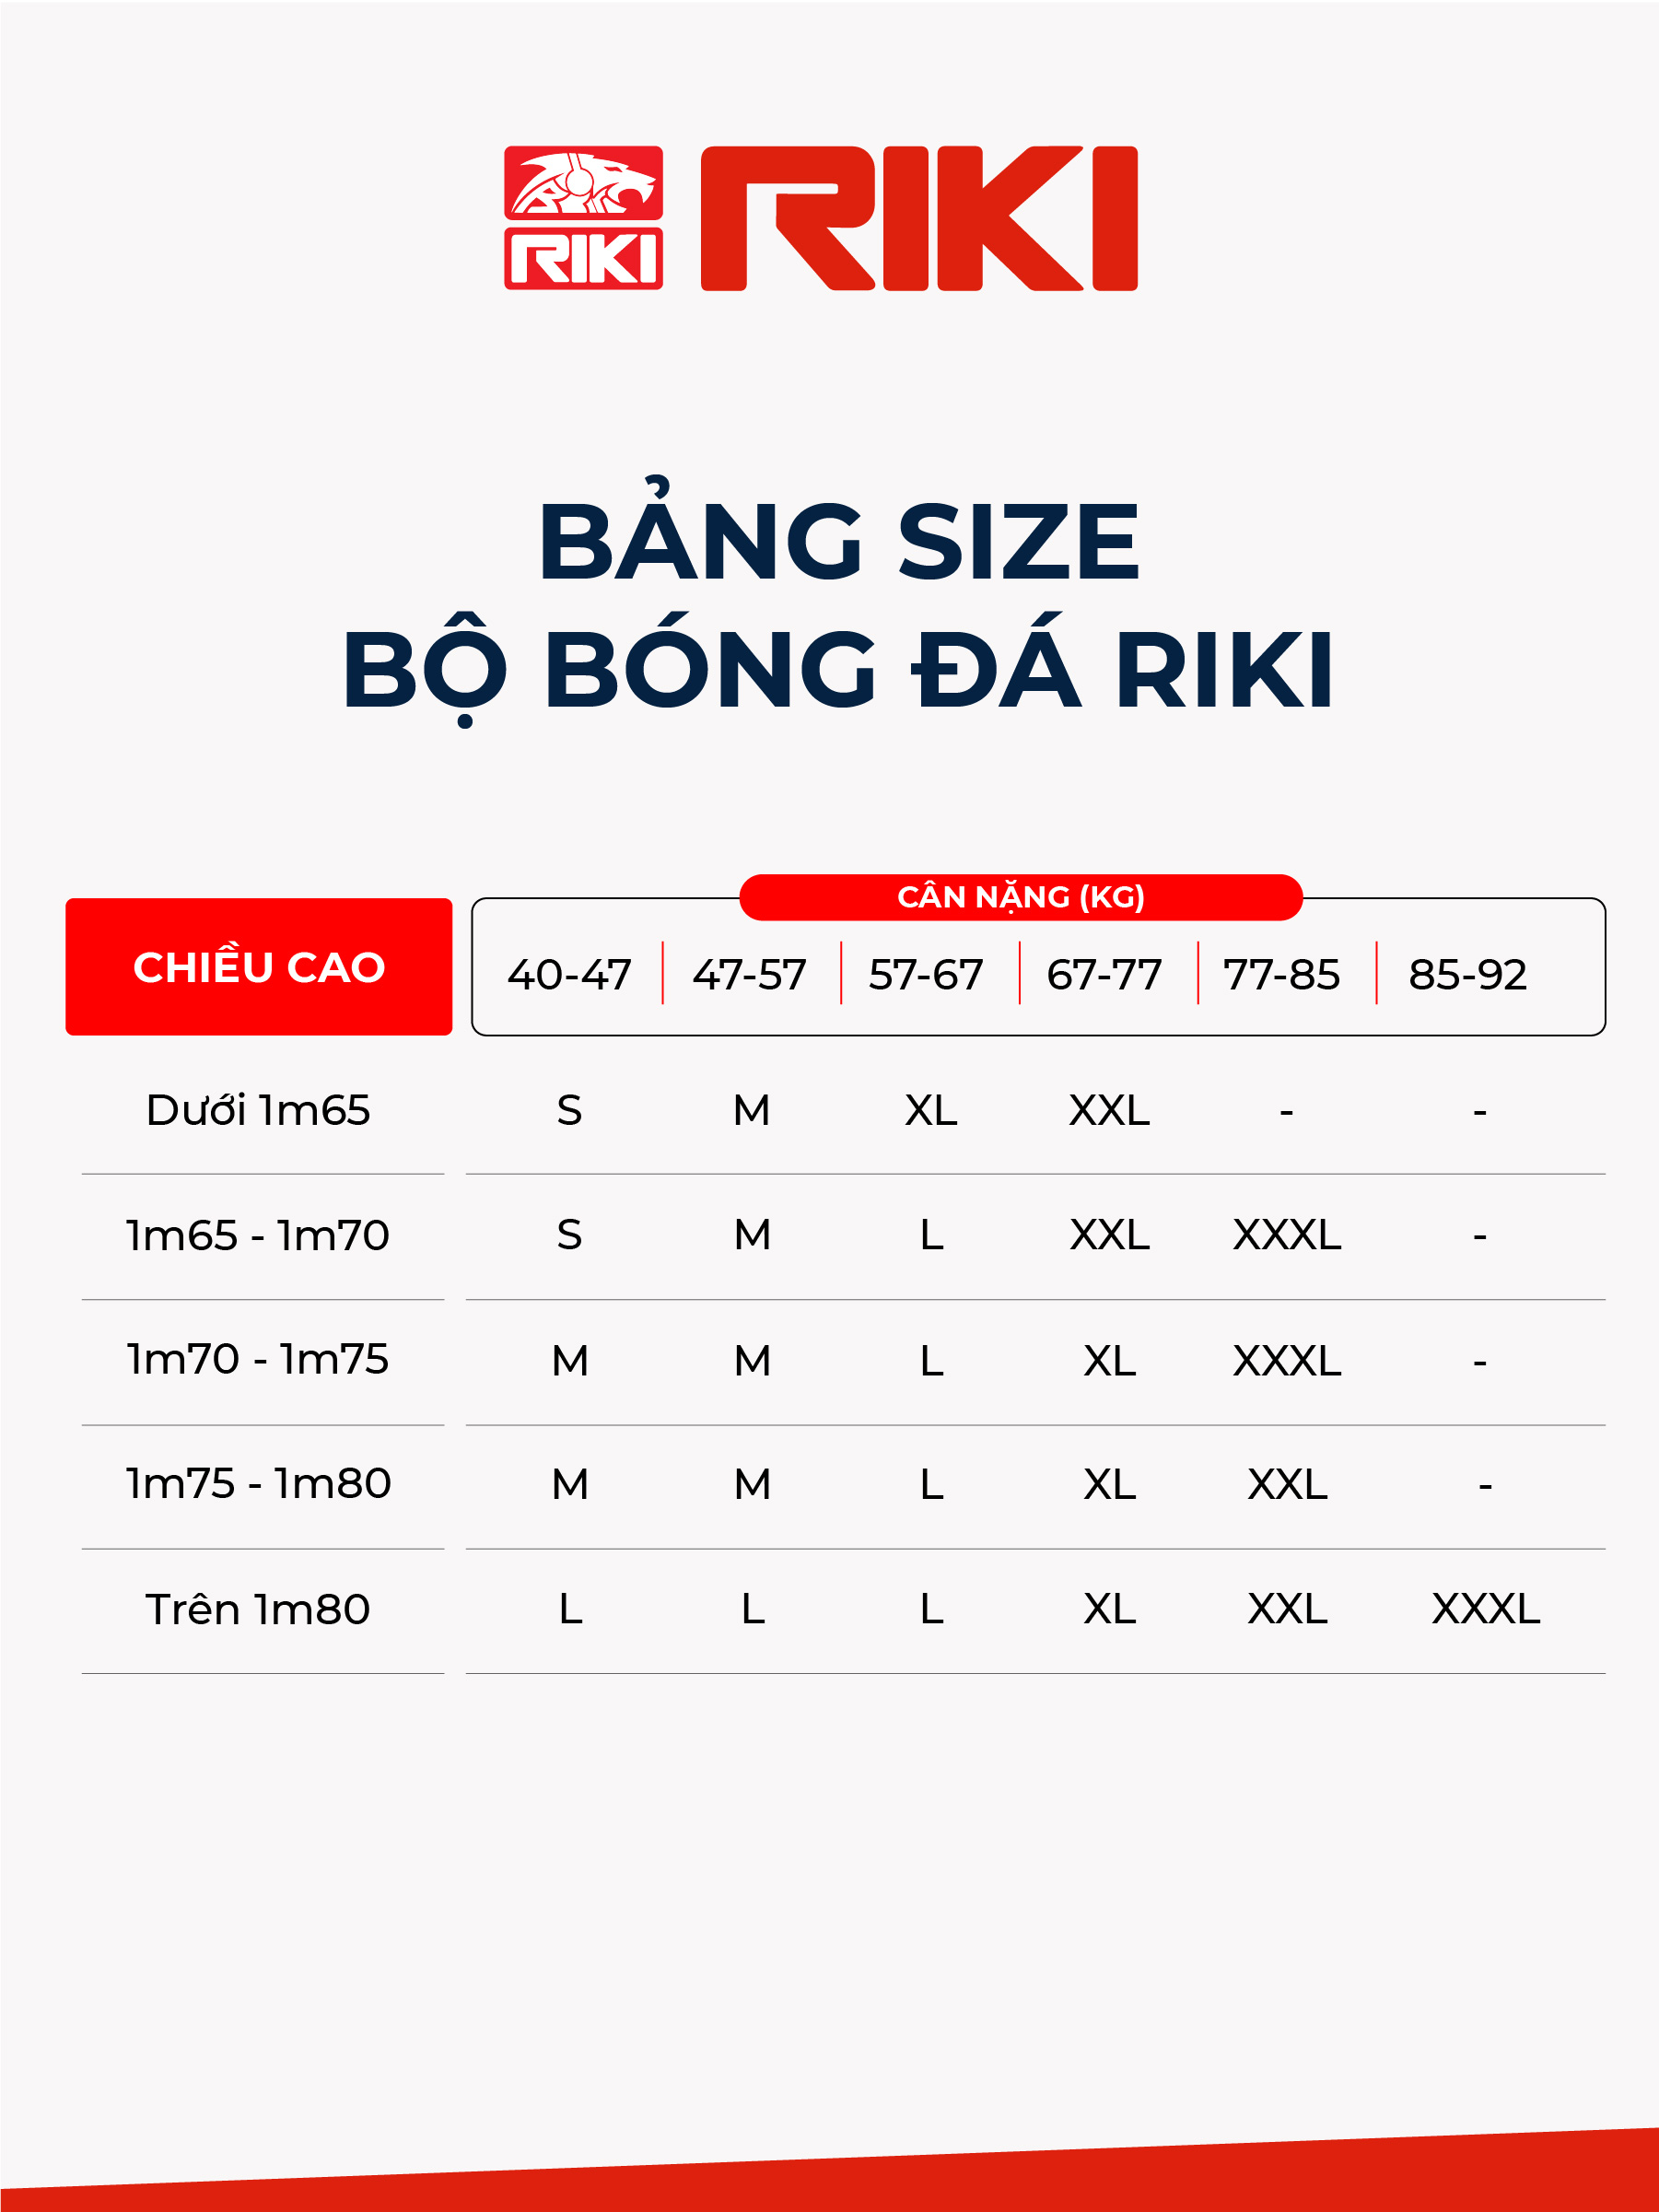 RIKI
RIKI
BẢNG SIZE
BỘ BÓNG ĐÁ RIKI
CÂN NẶNG (KG)
CHIỀU CAO 40-47 47-57 57-67 67-77 77-85 85-92
Dưới 1m65 S M XL XXL - -
1m65 - 1m70 S M L XXL XXXL -
1m70 - 1m75 M M L XL XXXL -
1m75 - 1m80 M M L XL XXL -
Trên 1m80 L L L XL XXL XXXL